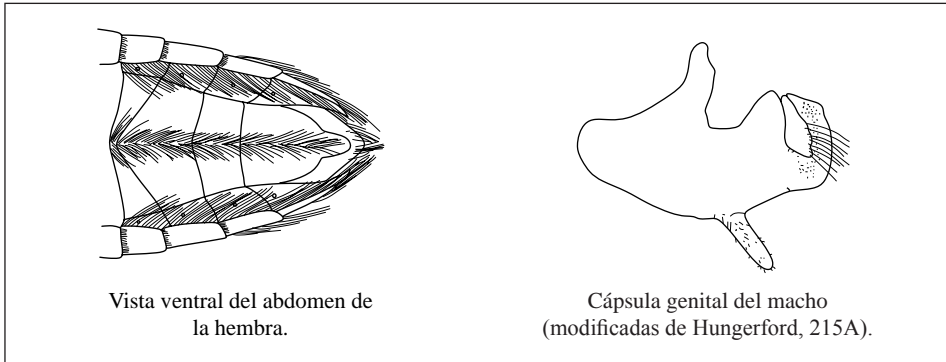 Vista ventral del abdomen de
la hembra.
Cápsula genital del macho
(modificadas de Hungerford, 215A).